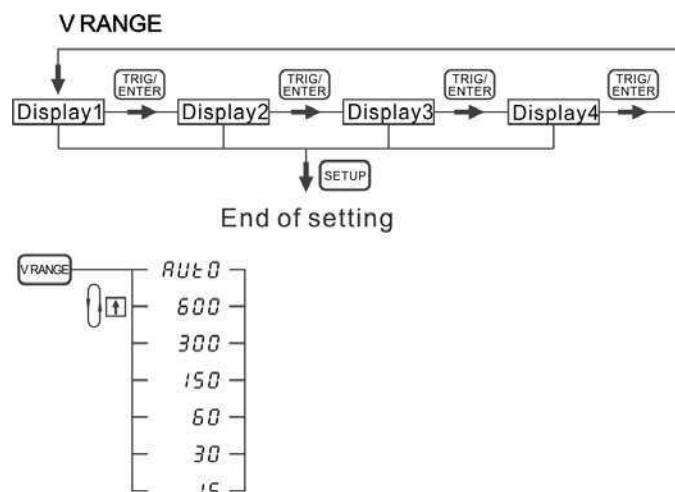 V RANGE
TRIG/ ENTER TRIG/ ENTER TRIG/ ENTER TRIG/ ENTER
Display1 Display2 Display3 Display4
SETUP
End of setting
V RANGE AUtO
600
300
150
60
30
15